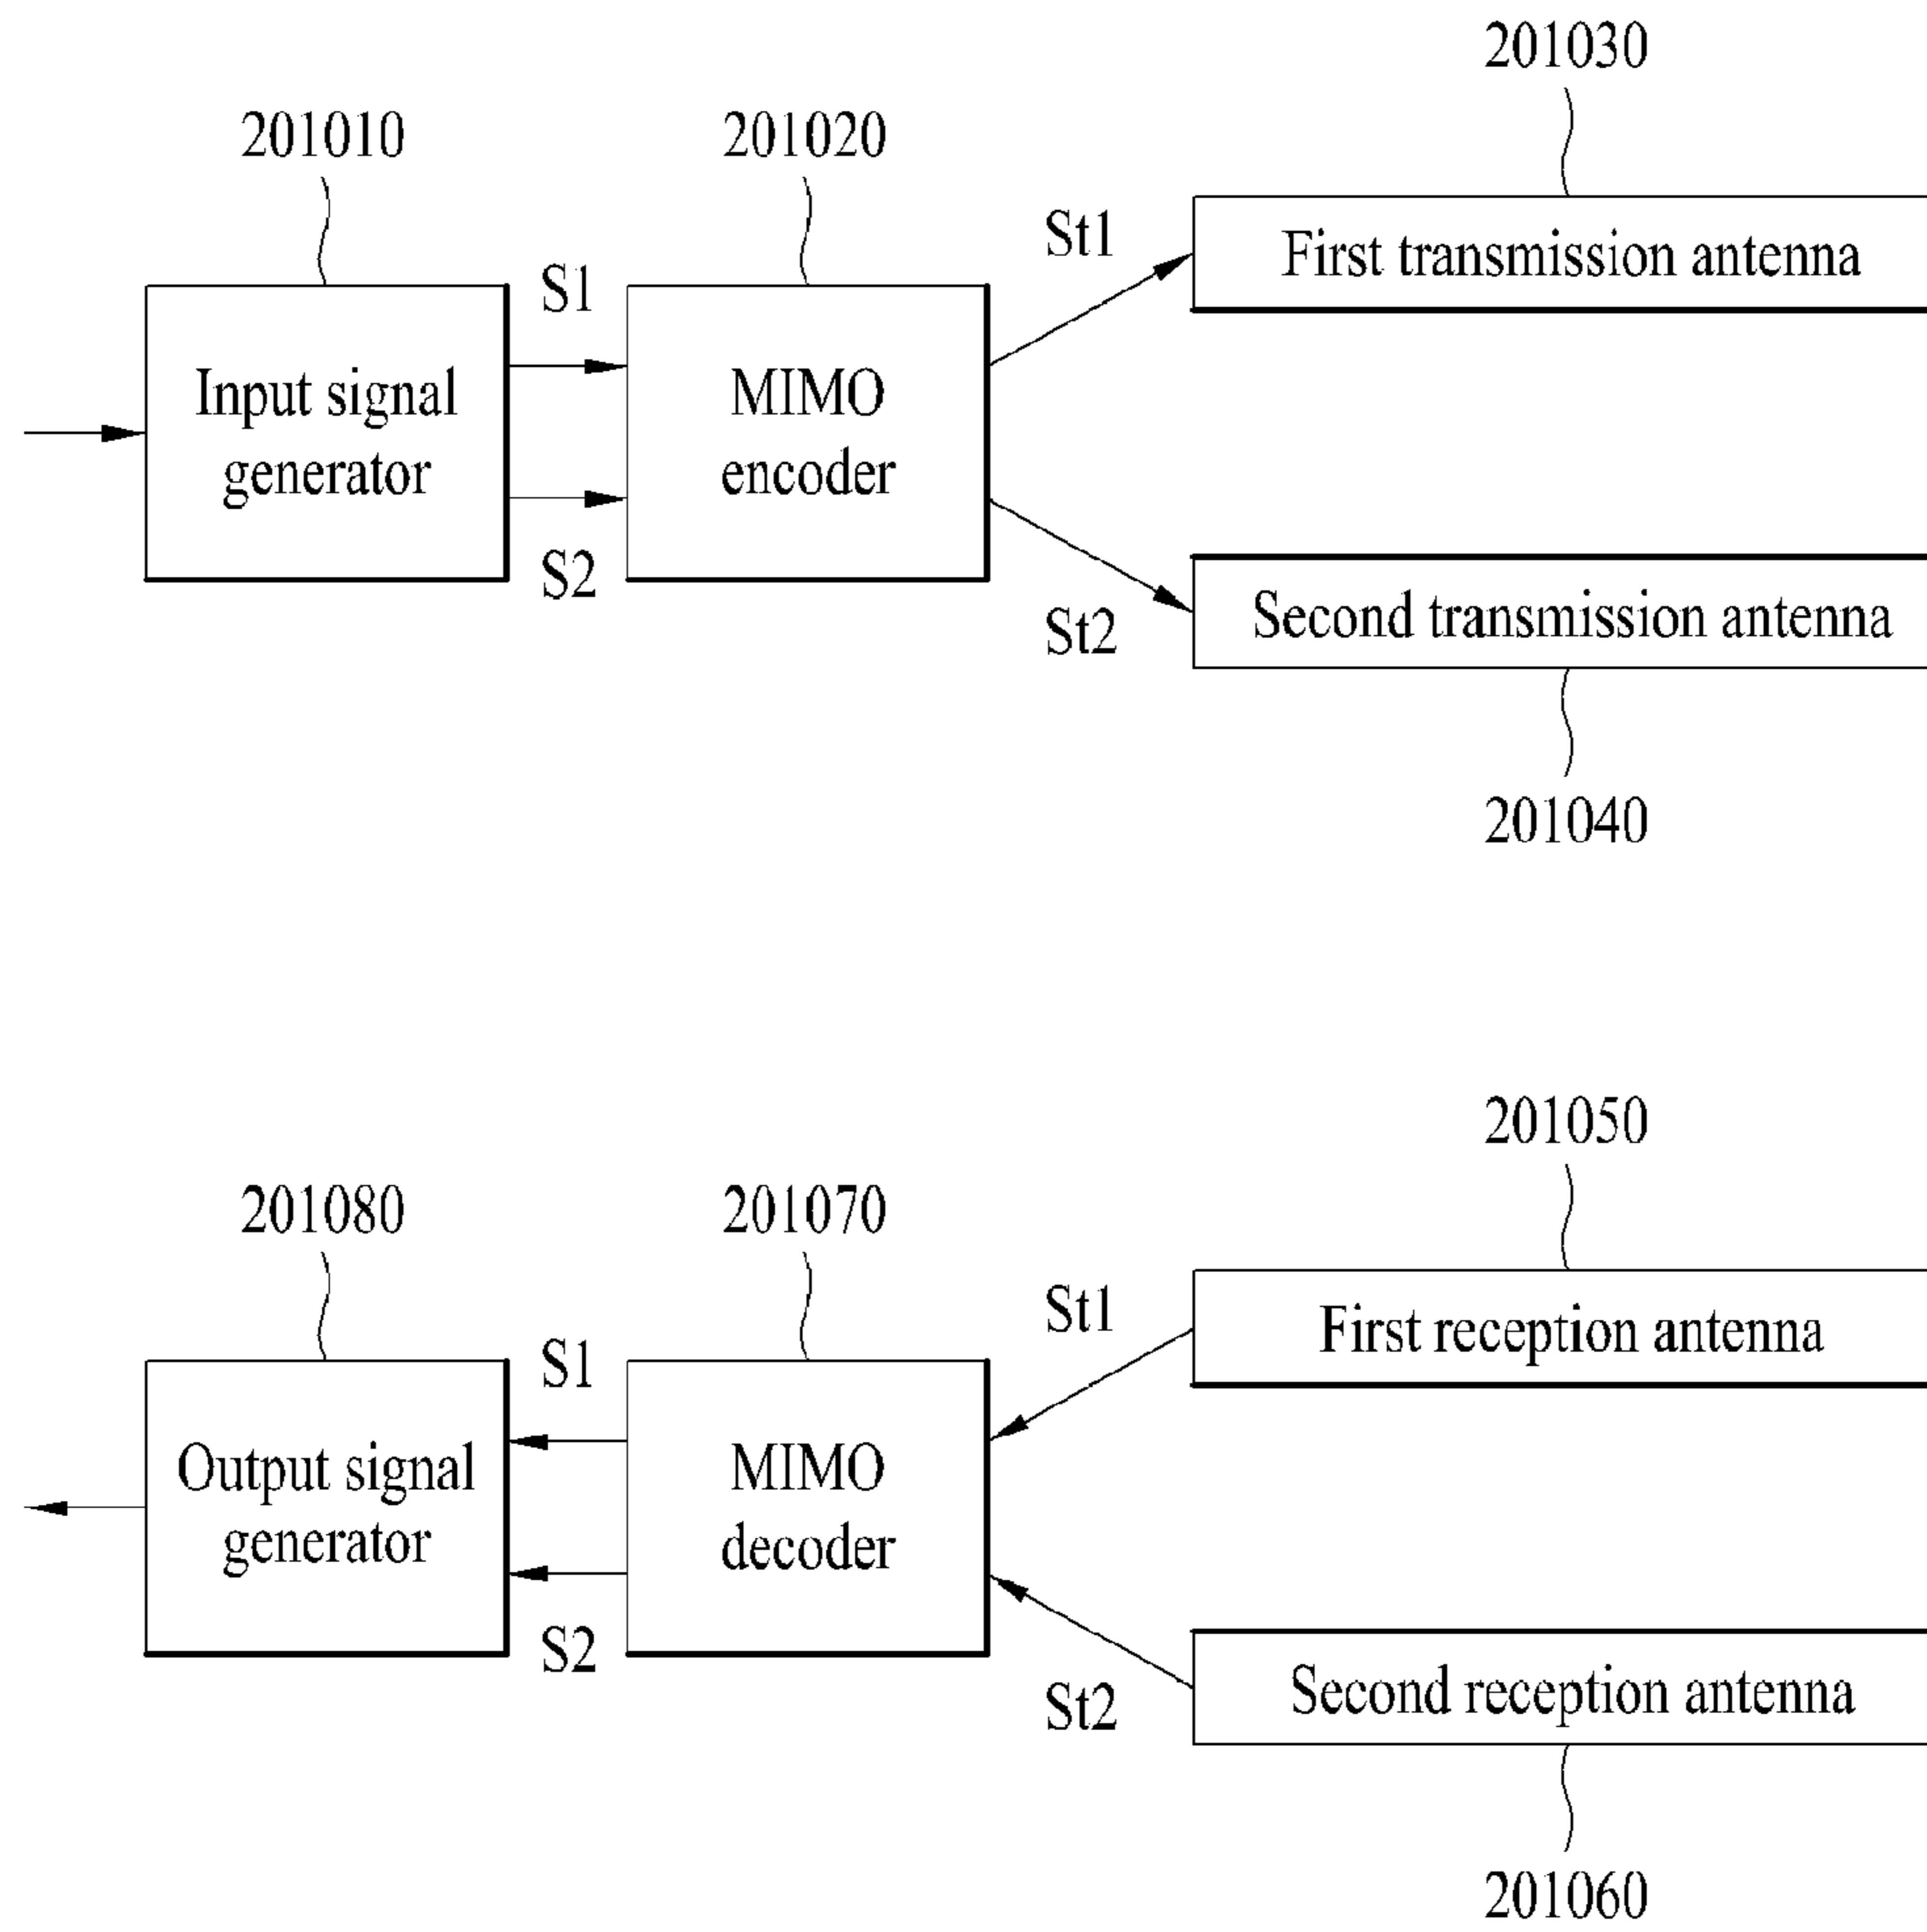 201030
201010
201020
St1
First transmission antenna
S1
Input signal
generator
MIMO
encoder
S2
St2
Second transmission antenna
201040
201050
201080
201070
St1
First reception antenna
S1
Output signal
generator
MIMO
decoder
S2
St2
Second reception antenna
201060